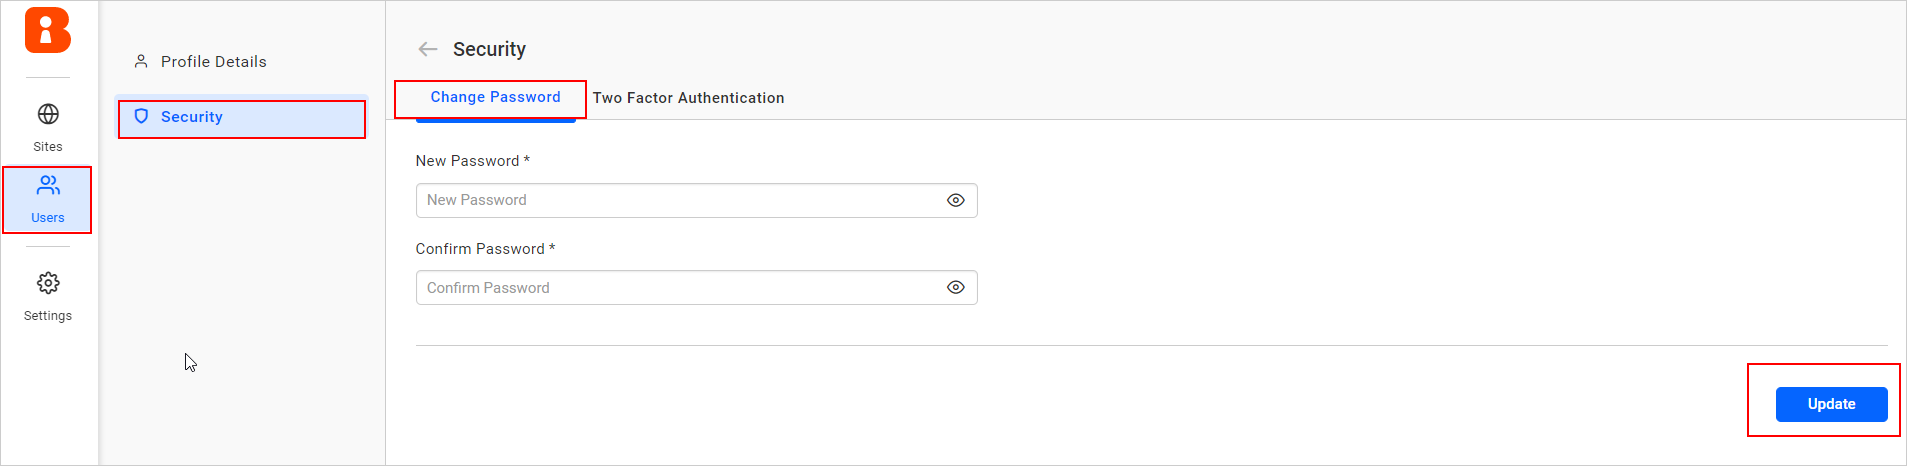 Sites
Users
Settings
Profile Details
Security
Security
Change Password
Two Factor Authentication
New Password *
New Password
Confirm Password *
Confirm Password
Update